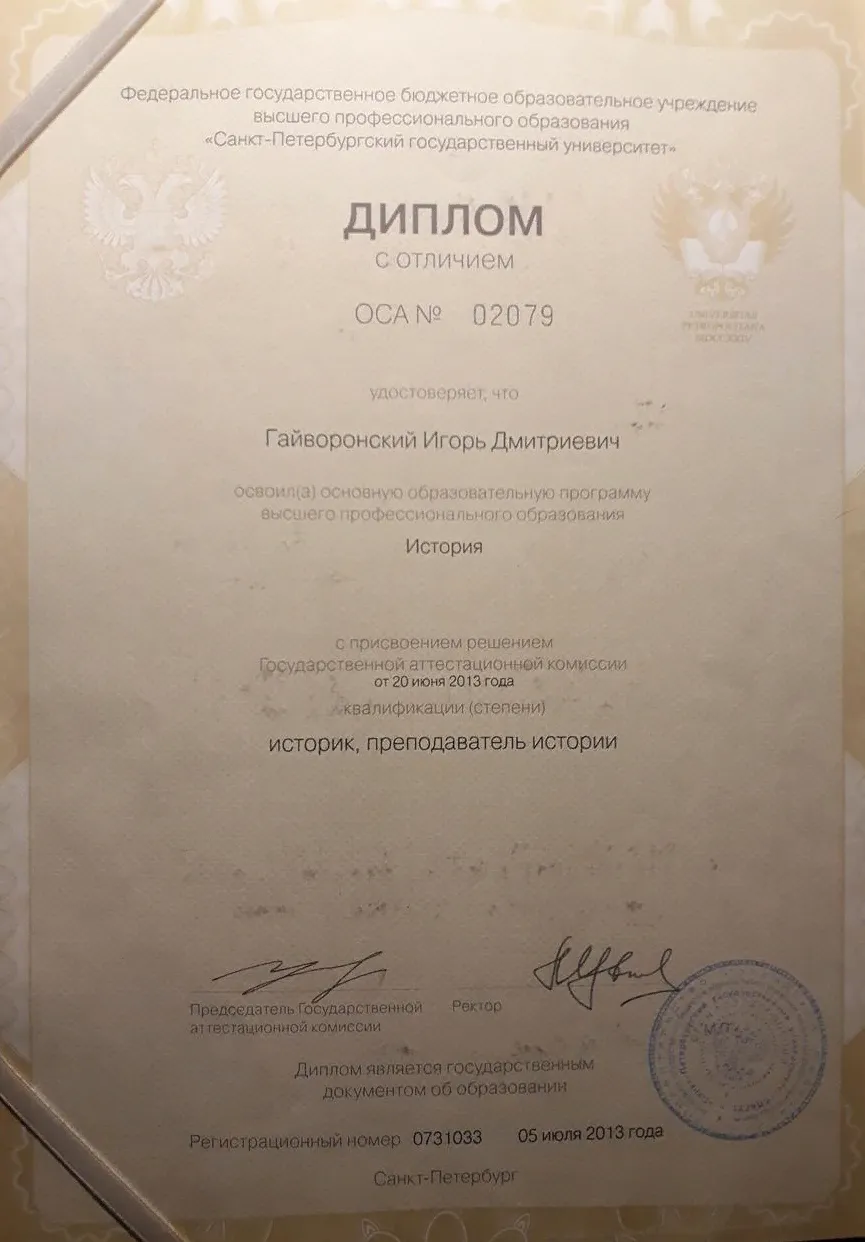 Федеральное государственное бюджетное образовательное учреждение
высшего профессионального образования
«Санкт-Петербургский государственный университет»
ДИПЛОМ
С ОТЛИЧИЕМ
ОСА № 02079
удостоверяет, что
Гайворонский Игорь Дмитриевич
освоил(а) основную образовательную программу
высшего профессионального образования
История
с присвоением решением
Государственной аттестационной комиссии
от 20 июня 2013 года
квалификации (степени)
историк, преподаватель истории
Председатель Государственной
аттестационной комиссии
Ректор
М.П.
Диплом является государственным
документом об образовании
Регистрационный номер 0731033 05 июля 2013 года
Санкт-Петербург